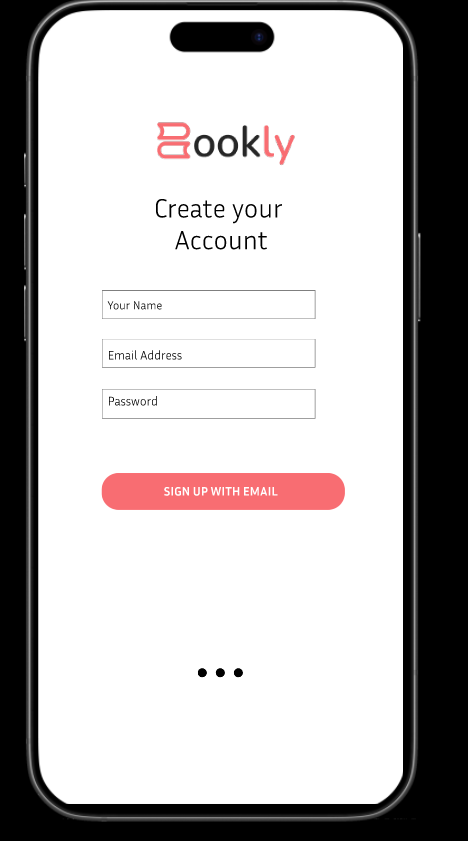 Bookly
Create your
Account
Your Name
Email Address
Password
SIGN UP WITH EMAIL